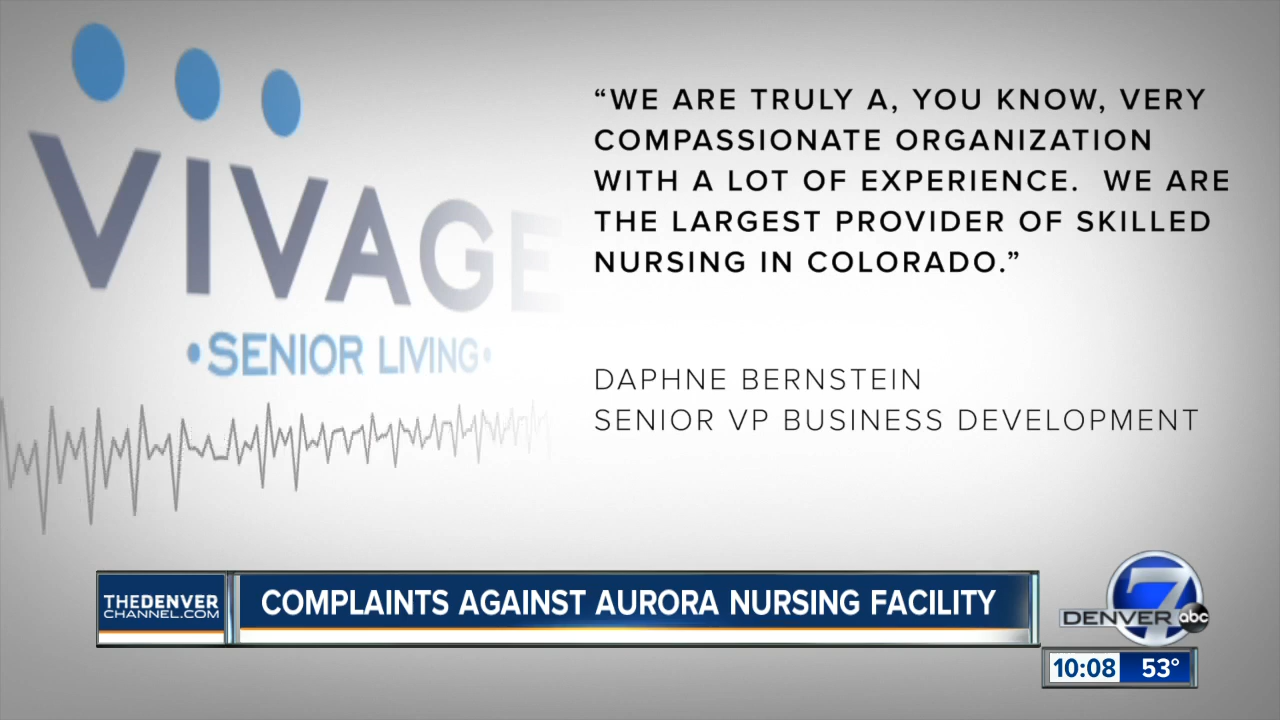 VIVAGE
•SENIOR LIVING•
“WE ARE TRULY A, YOU KNOW, VERY
COMPASSIONATE ORGANIZATION
WITH A LOT OF EXPERIENCE.  WE ARE
THE LARGEST PROVIDER OF SKILLED
NURSING IN COLORADO.”
DAPHNE BERNSTEIN
SENIOR VP BUSINESS DEVELOPMENT
THEDENVER
CHANNEL.COM
COMPLAINTS AGAINST AURORA NURSING FACILITY
7
DENVER abc
10:08 53°